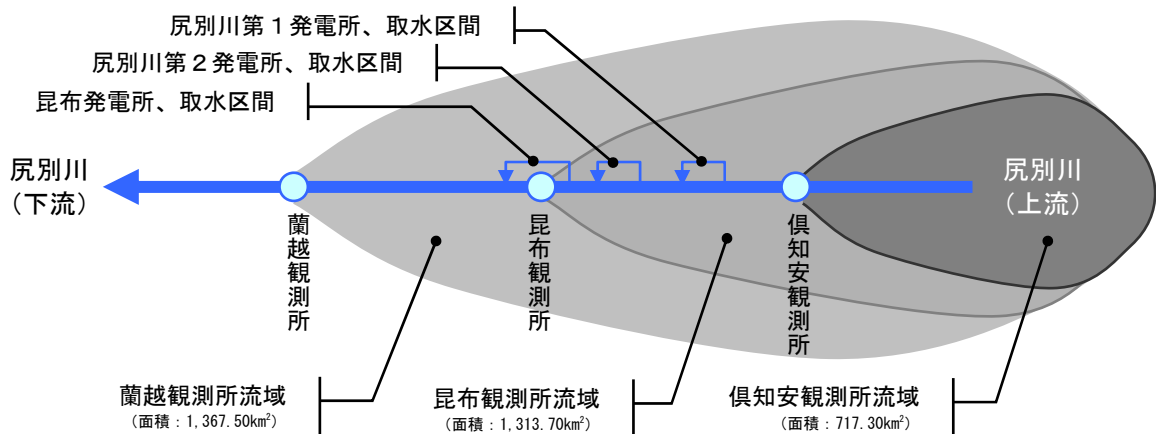 尻別川第１発電所、取水区間
尻別川第２発電所、取水区間
昆布発電所、取水区間
尻別川
（下流）
尻別川
（上流）
蘭越観測所
昆布観測所
倶知安観測所
蘭越観測所流域
（面積：1,367.50km²）
昆布観測所流域
（面積：1,313.70km²）
倶知安観測所流域
（面積：717.30km²）